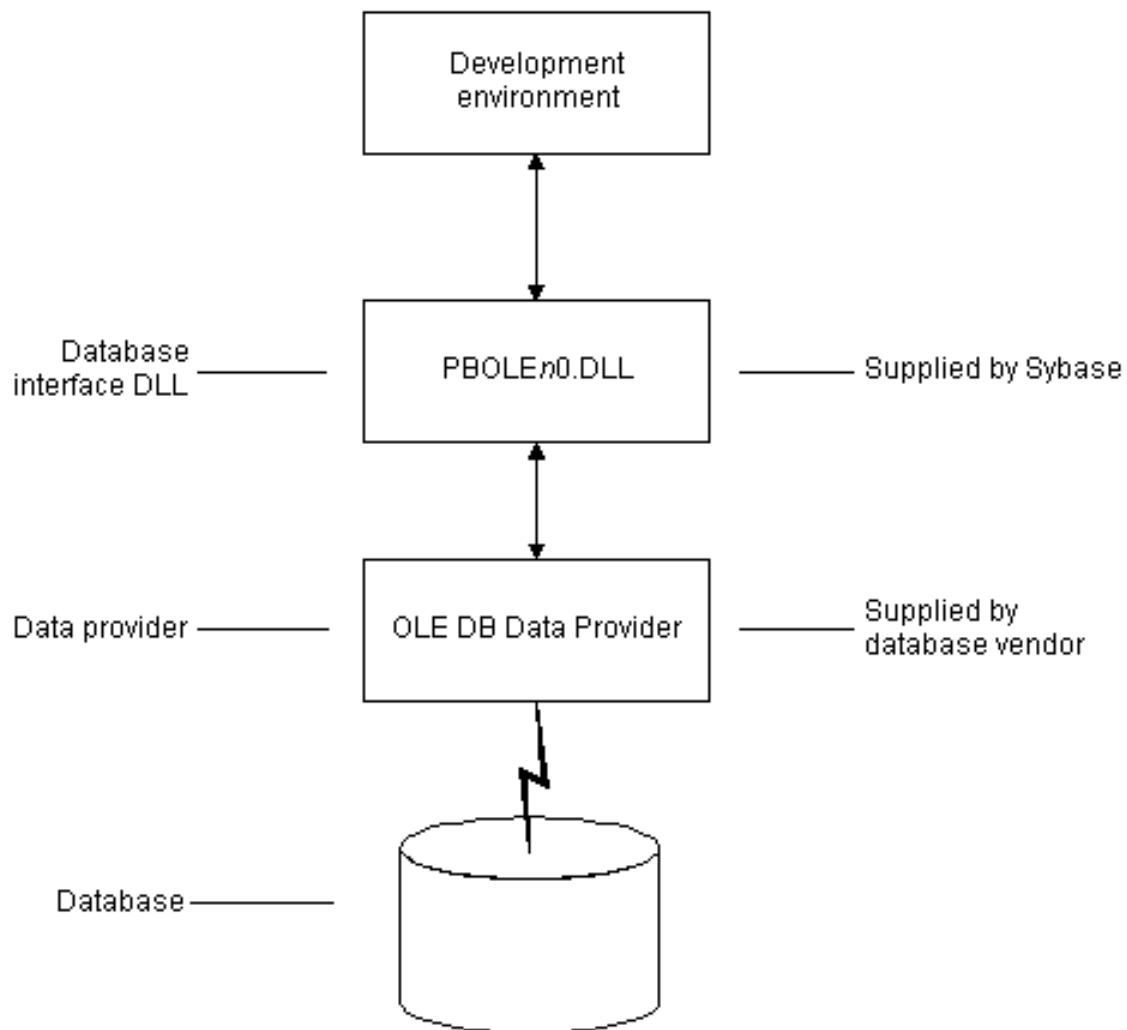 Development
environment
Database
interface DLL
PBOLEn0.DLL
Supplied by Sybase
Data provider
OLE DB Data Provider
Supplied by
database vendor
Database